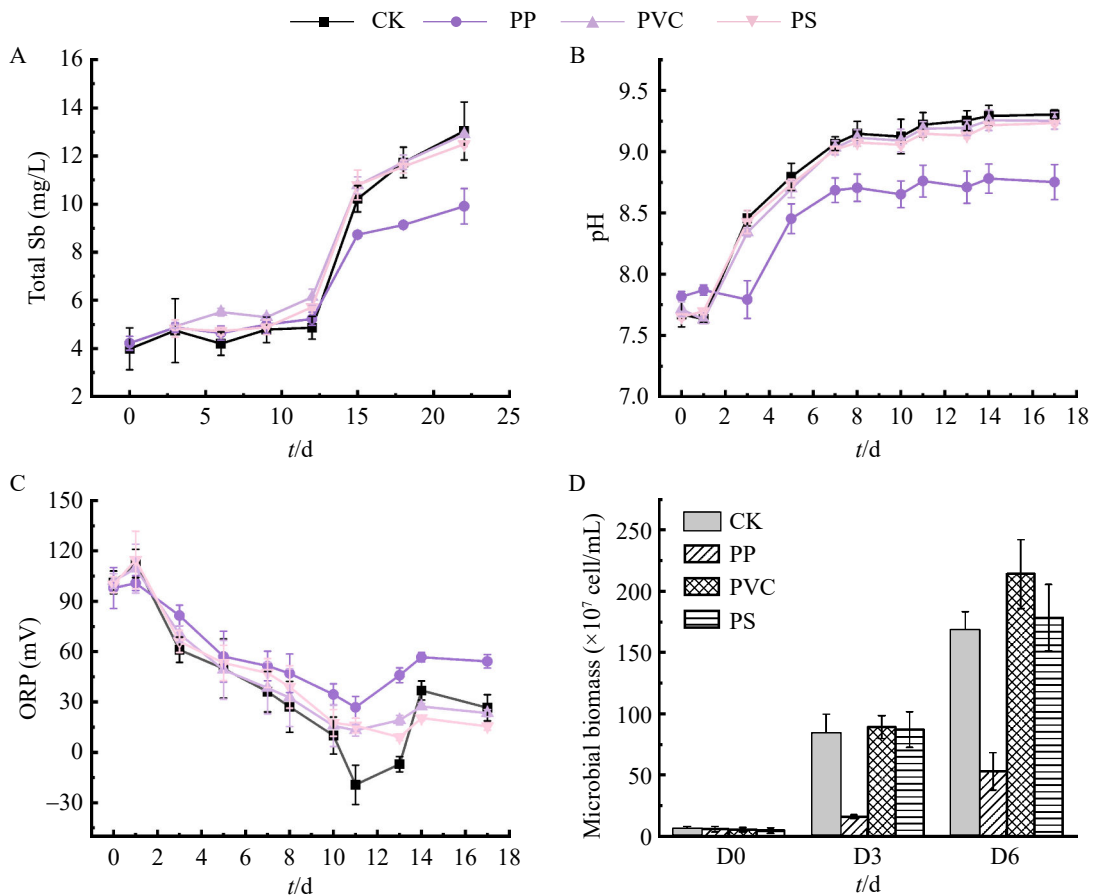 CK PP PVC PS
A
16
14
12
10
8
6
4
2
Total Sb (mg/L)
0 5 10 15 20 25
t/d
B
9.5
9.0
8.5
8.0
7.5
7.0
pH
0 2 4 6 8 10 12 14 16 18
t/d
C
150
120
90
60
30
0
−30
ORP (mV)
0 2 4 6 8 10 12 14 16 18
t/d
D
250
200
150
100
50
0
Microbial biomass (×10⁷ cell/mL)
CK
PP
PVC
PS
D0 D3 D6
t/d